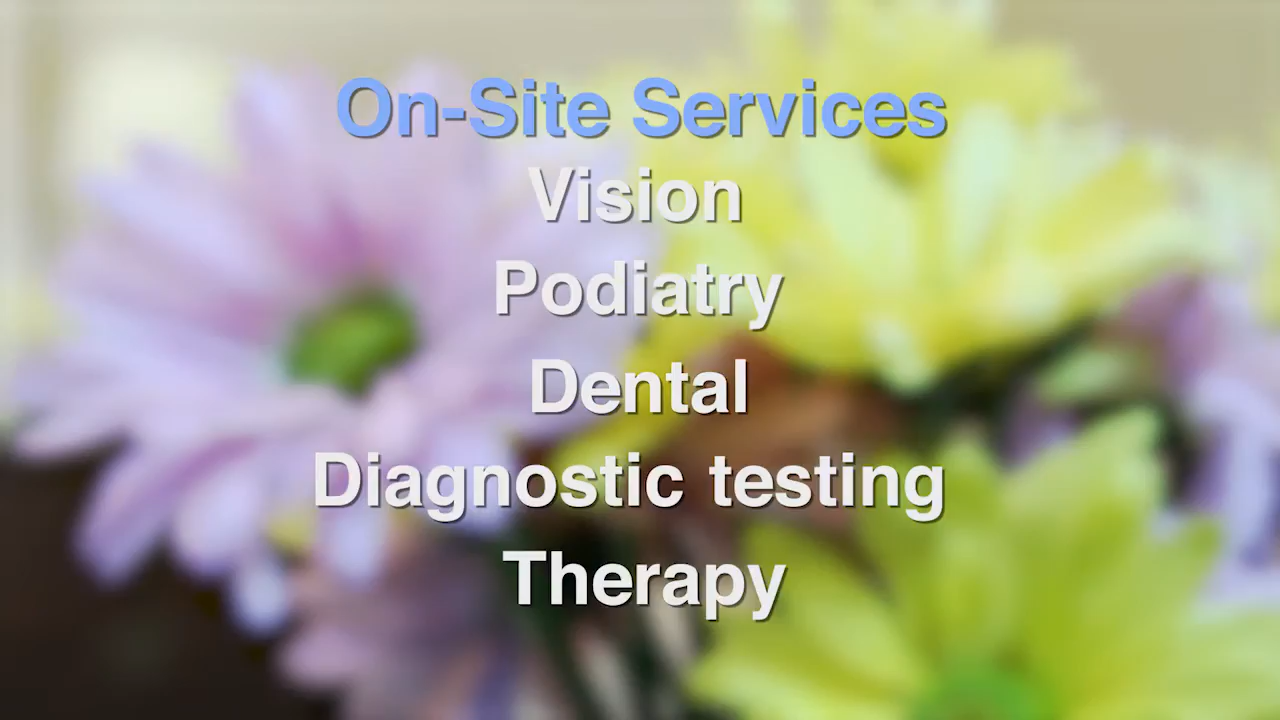 On-Site Services
Vision
Podiatry
Dental
Diagnostic testing
Therapy